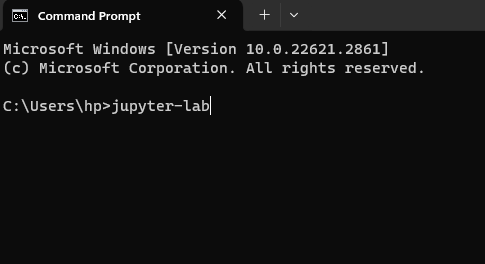 Command Prompt
Microsoft Windows [Version 10.0.22621.2861]
(c) Microsoft Corporation. All rights reserved.
C:\Users\hp>jupyter-lab